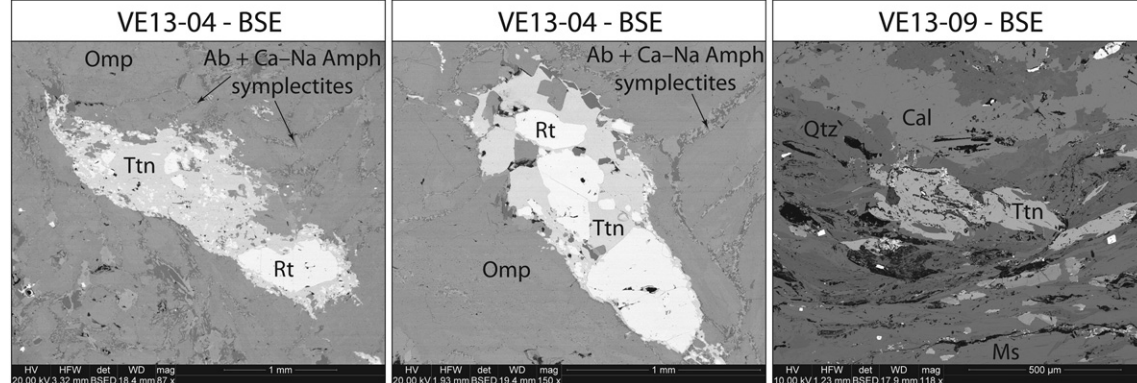 VE13-04 - BSE
Omp
Ab + Ca–Na Amph
symplectites
Ttn
Rt
HV HFW det WD mag
20.00 kV 3.32 mm BSED 18.4 mm 87 x
1 mm
VE13-04 - BSE
Ab + Ca–Na Amph
symplectites
Rt
Ttn
Omp
HV HFW det WD mag
20.00 kV 1.93 mm BSED 19.4 mm 150 x
1 mm
VE13-09 - BSE
Cal
Qtz
Ttn
Ms
HV HFW det WD mag
10.00 kV 1.23 mm BSED 17.9 mm 118 x
500 µm